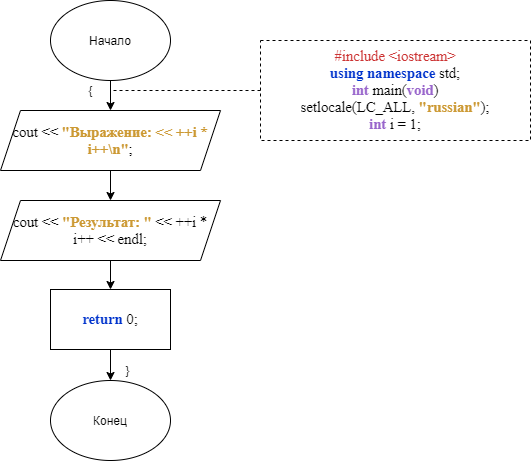 Начало
#include <iostream>
using namespace std;
int main(void)
setlocale(LC_ALL, "russian");
int i = 1;
{
cout << "Выражение: << ++i *
i++\n";
cout << "Результат: " << ++i *
i++ << endl;
return 0;
}
Конец